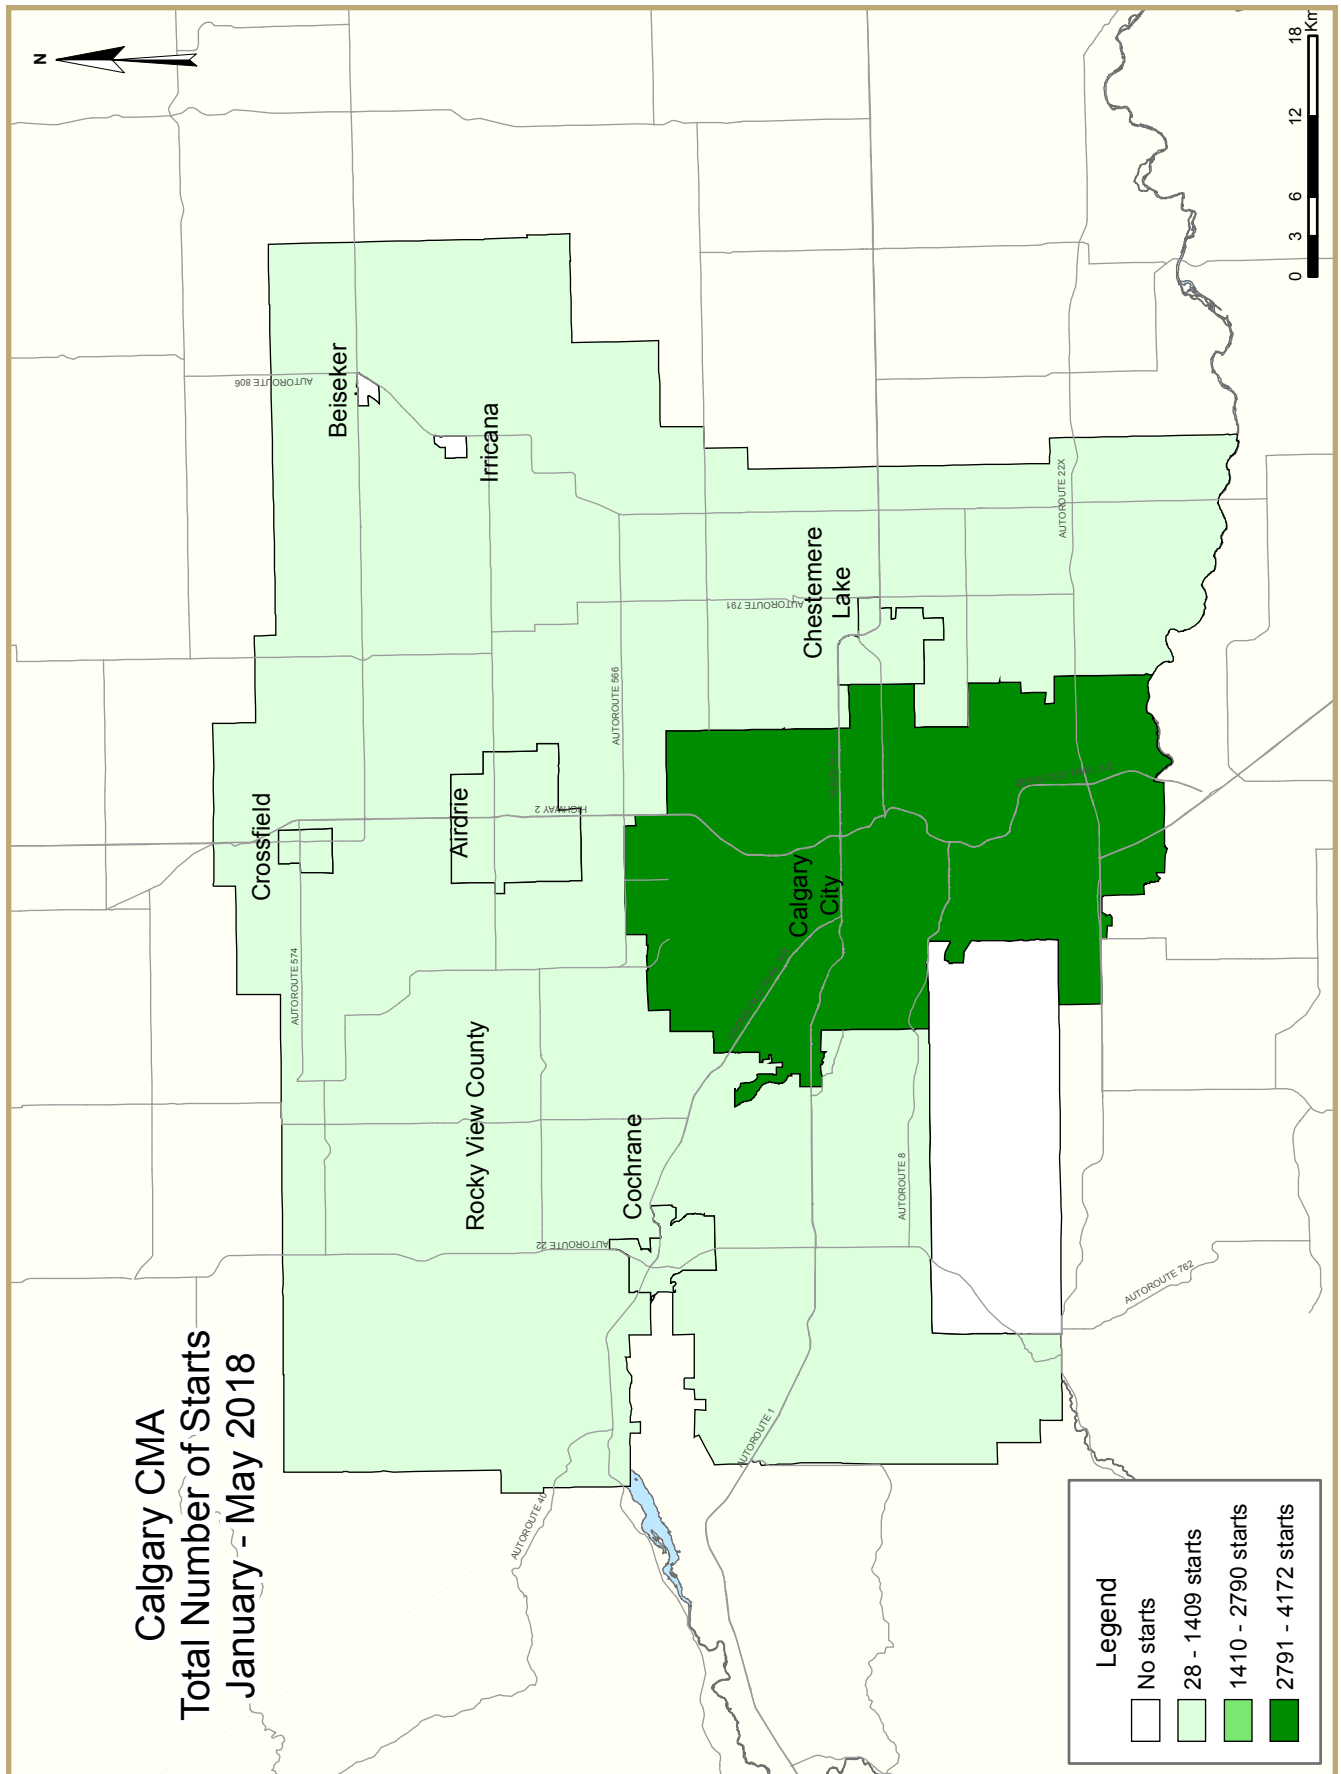 Calgary CMA
Total Number of Starts
January - May 2018
N
AUTOROUTE 806
Beiseker
Irricana
Crossfield
AUTOROUTE 574
Airdrie
HIGHWAY 2
AUTOROUTE 566
Rocky View County
Cochrane
AUTOROUTE 22
AUTOROUTE 40
AUTOROUTE 1
AUTOROUTE 8
AUTOROUTE 762
Calgary
City
Chestemere
Lake
AUTOROUTE 791
AUTOROUTE 22X
Legend
No starts
28 - 1409 starts
1410 - 2790 starts
2791 - 4172 starts
0 3 6 12 18
Km